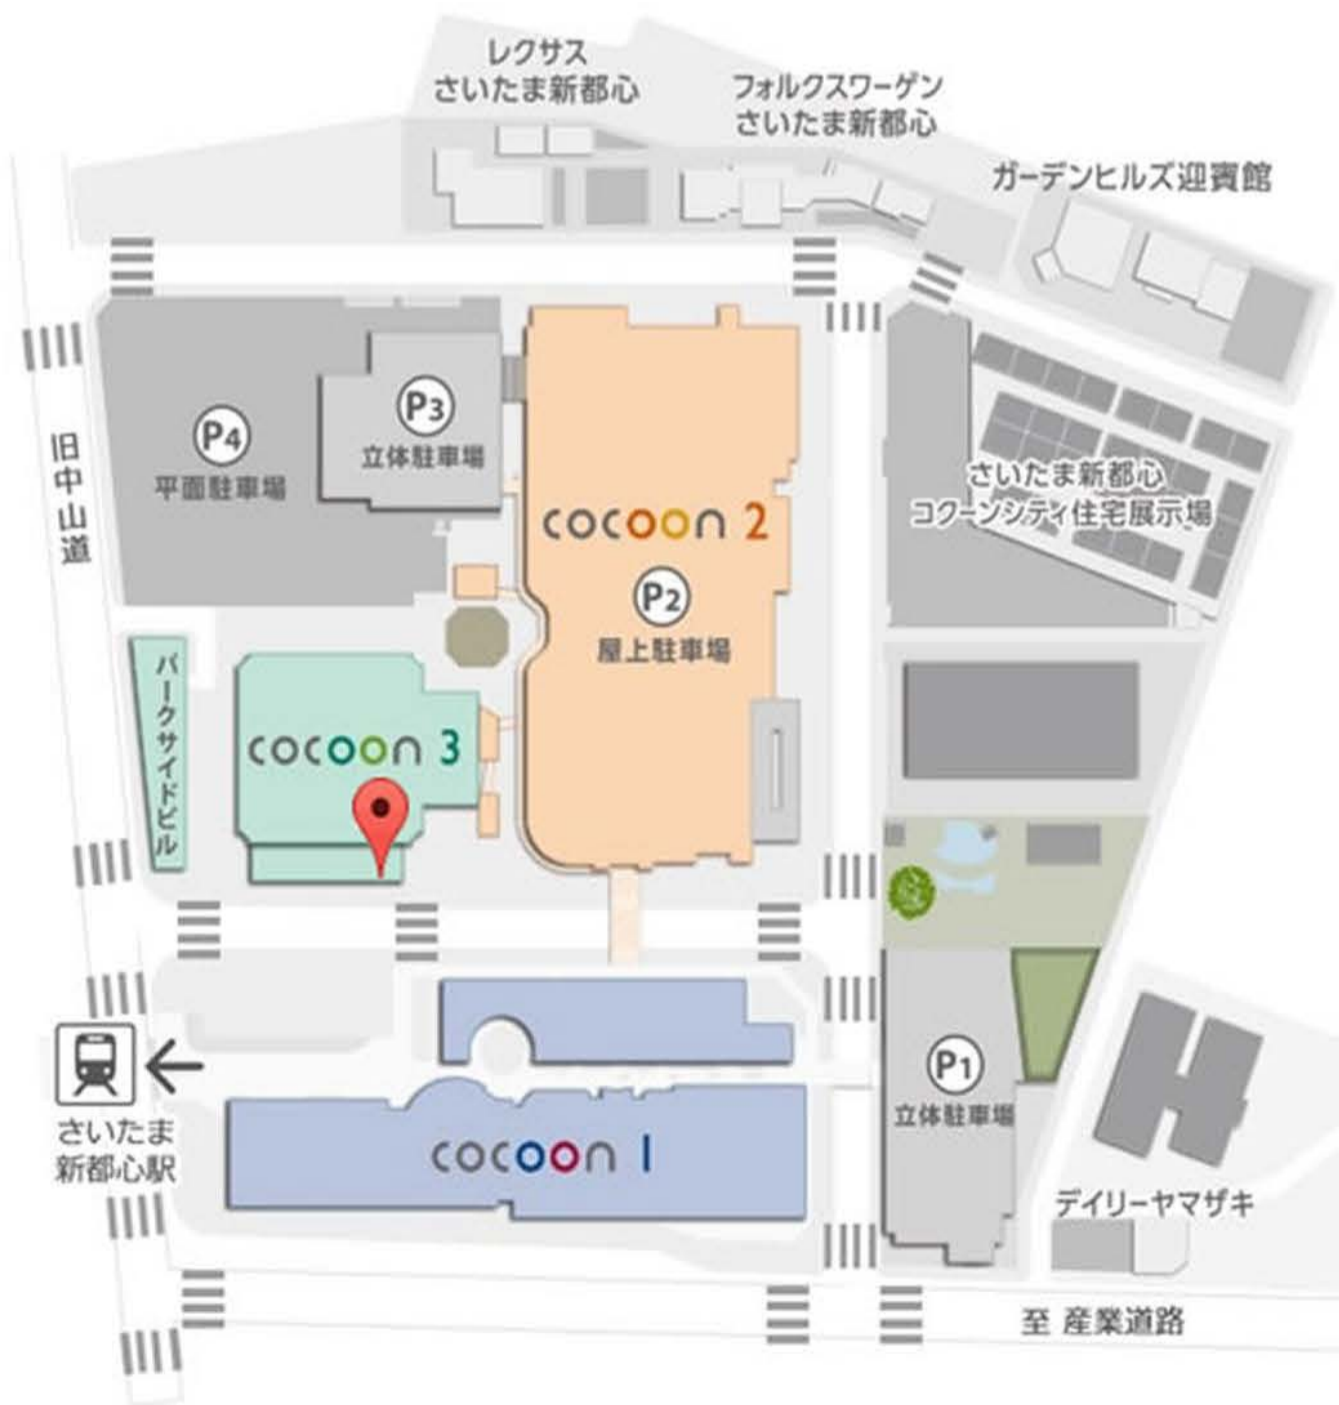 レクサス
さいたま新都心
フォルクスワーゲン
さいたま新都心
ガーデンヒルズ迎賓館
旧中山道
P4
平面駐車場
P3
立体駐車場
cocoon 2
P2
屋上駐車場
さいたま新都心
コクーンシティ住宅展示場
パークサイドビル
cocoon 3
さいたま
新都心駅
cocoon 1
P1
立体駐車場
デイリーヤマザキ
至 産業道路